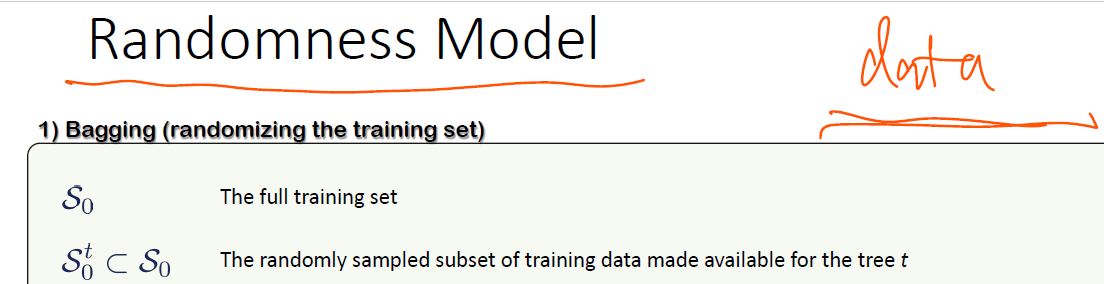 Randomness Model
data
1) Bagging (randomizing the training set)
S₀ The full training set
S₀ᵗ ⊂ S₀ The randomly sampled subset of training data made available for the tree t